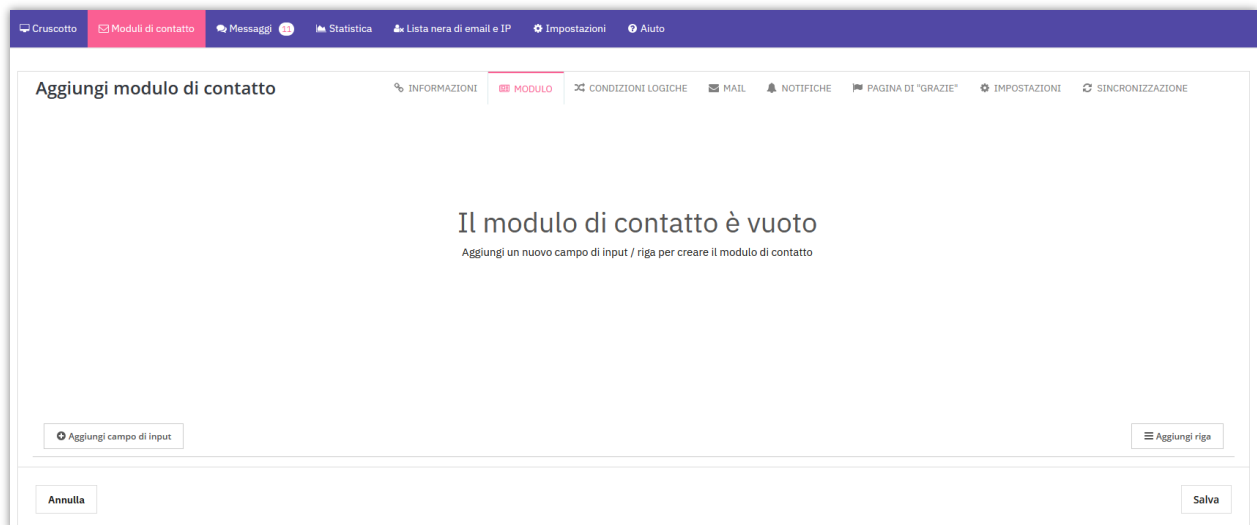 Cruscotto Moduli di contatto Messaggi 11 Statistica Lista nera di email e IP Impostazioni Aiuto
Aggiungi modulo di contatto INFORMAZIONI MODULO CONDIZIONI LOGICHE MAIL NOTIFICHE PAGINA DI "GRAZIE" IMPOSTAZIONI SINCRONIZZAZIONE
Il modulo di contatto è vuoto
Aggiungi un nuovo campo di input / riga per creare il modulo di contatto
Aggiungi campo di input Aggiungi riga
Annulla Salva